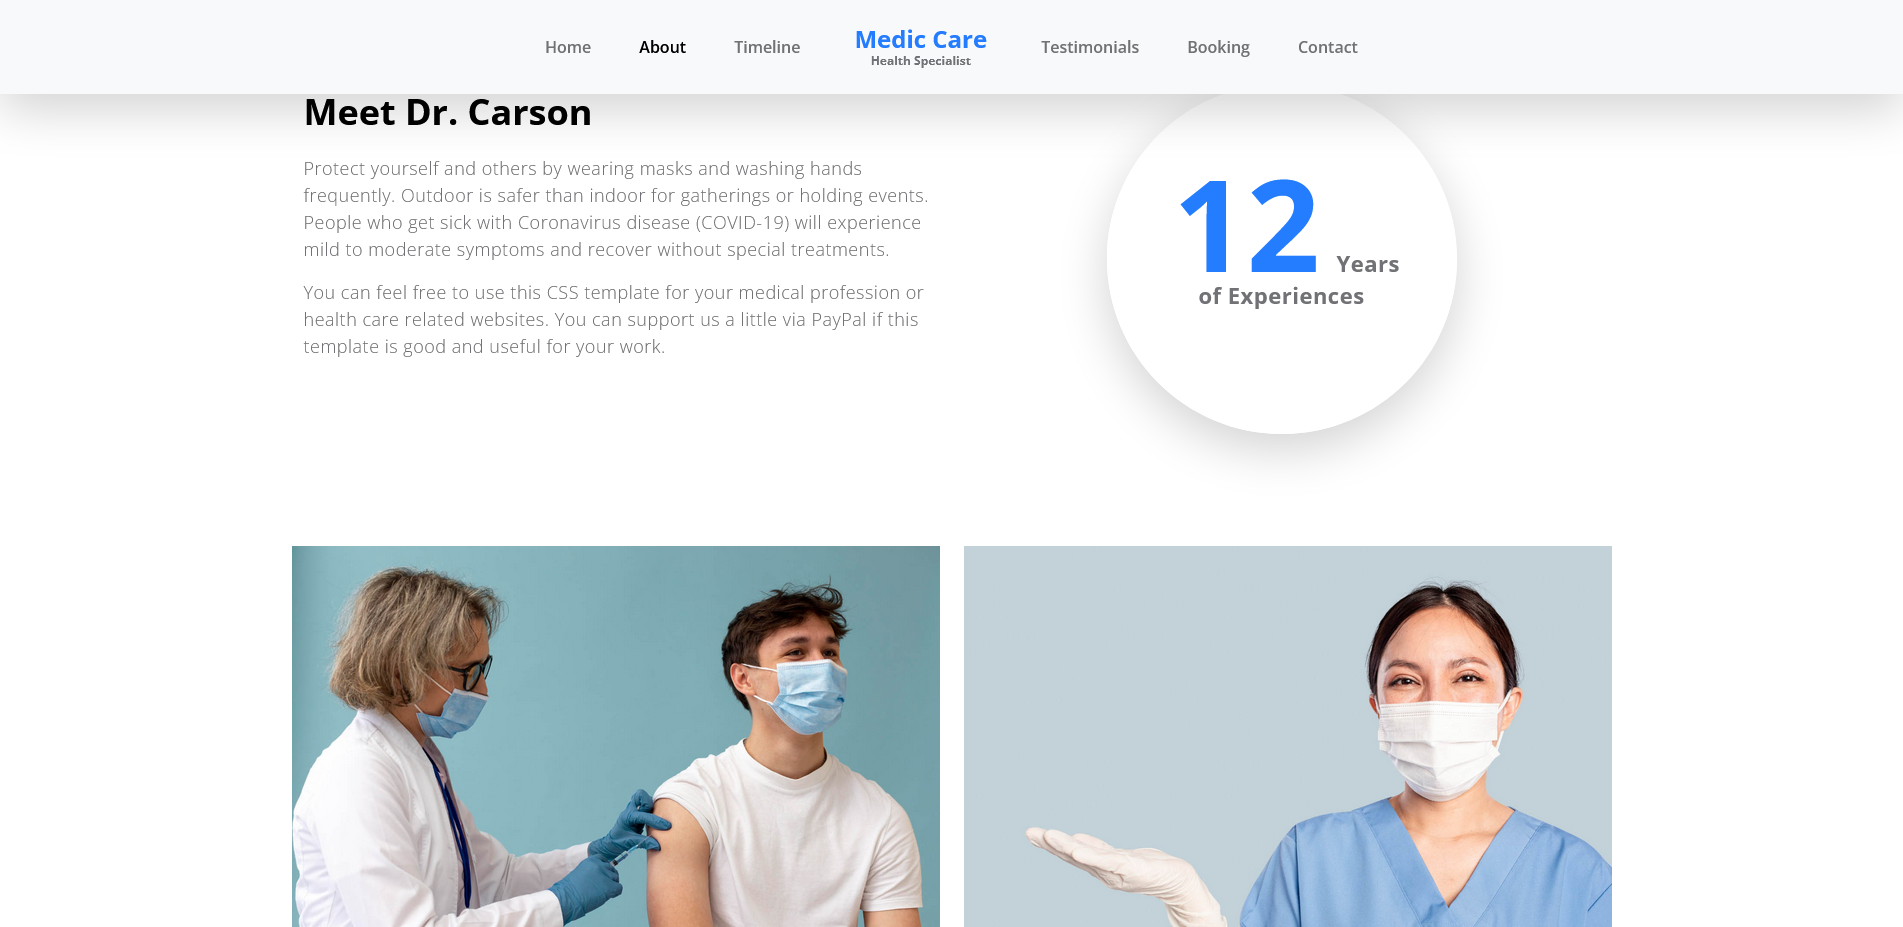 Home About Timeline Medic Care Testimonials Booking Contact
Health Specialist
Meet Dr. Carson
Protect yourself and others by wearing masks and washing hands
frequently. Outdoor is safer than indoor for gatherings or holding events.
People who get sick with Coronavirus disease (COVID-19) will experience
mild to moderate symptoms and recover without special treatments.
You can feel free to use this CSS template for your medical profession or
health care related websites. You can support us a little via PayPal if this
template is good and useful for your work.
12 Years
of Experiences